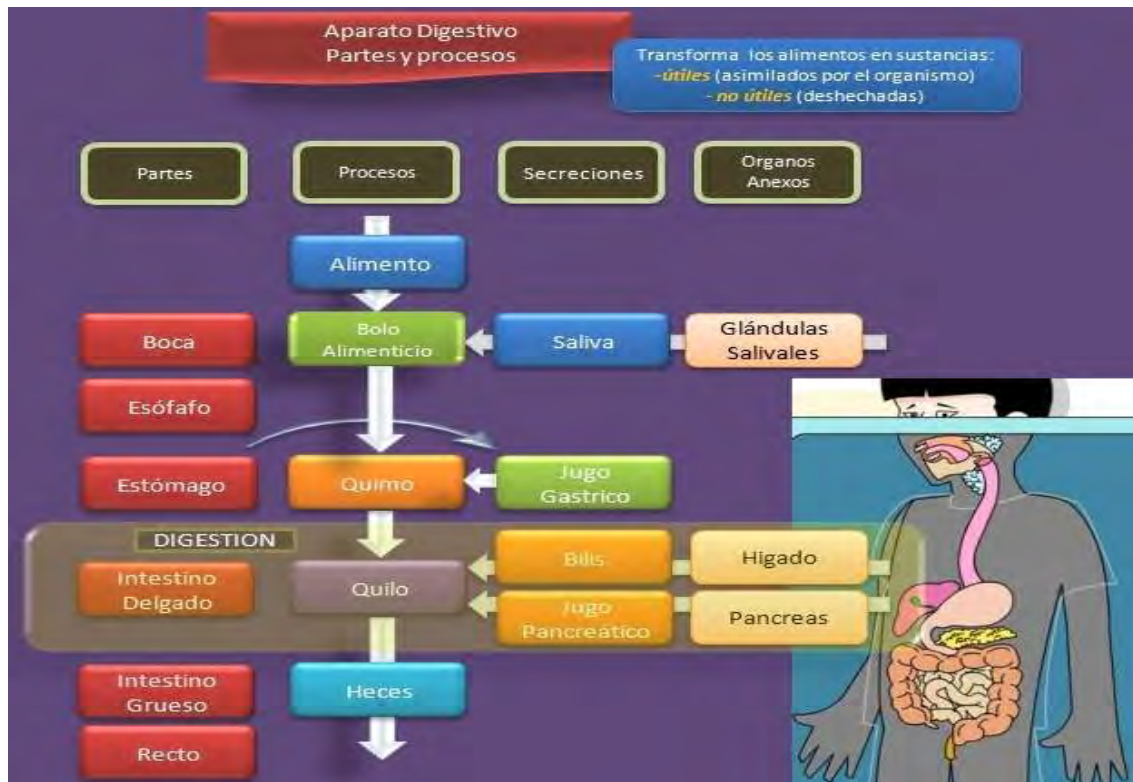 Aparato Digestivo
Partes y procesos
Transforma los alimentos en sustancias:
-útiles (asimilados por el organismo)
- no útiles (deshechadas)
Partes
Procesos
Secreciones
Organos
Anexos
Alimento
Boca
Bolo
Alimenticio
Saliva
Glándulas
Salivales
Esófafo
Estómago
Quimo
Jugo
Gastrico
DIGESTION
Intestino
Delgado
Quilo
Bilis
Higado
Jugo
Pancreático
Pancreas
Intestino
Grueso
Heces
Recto